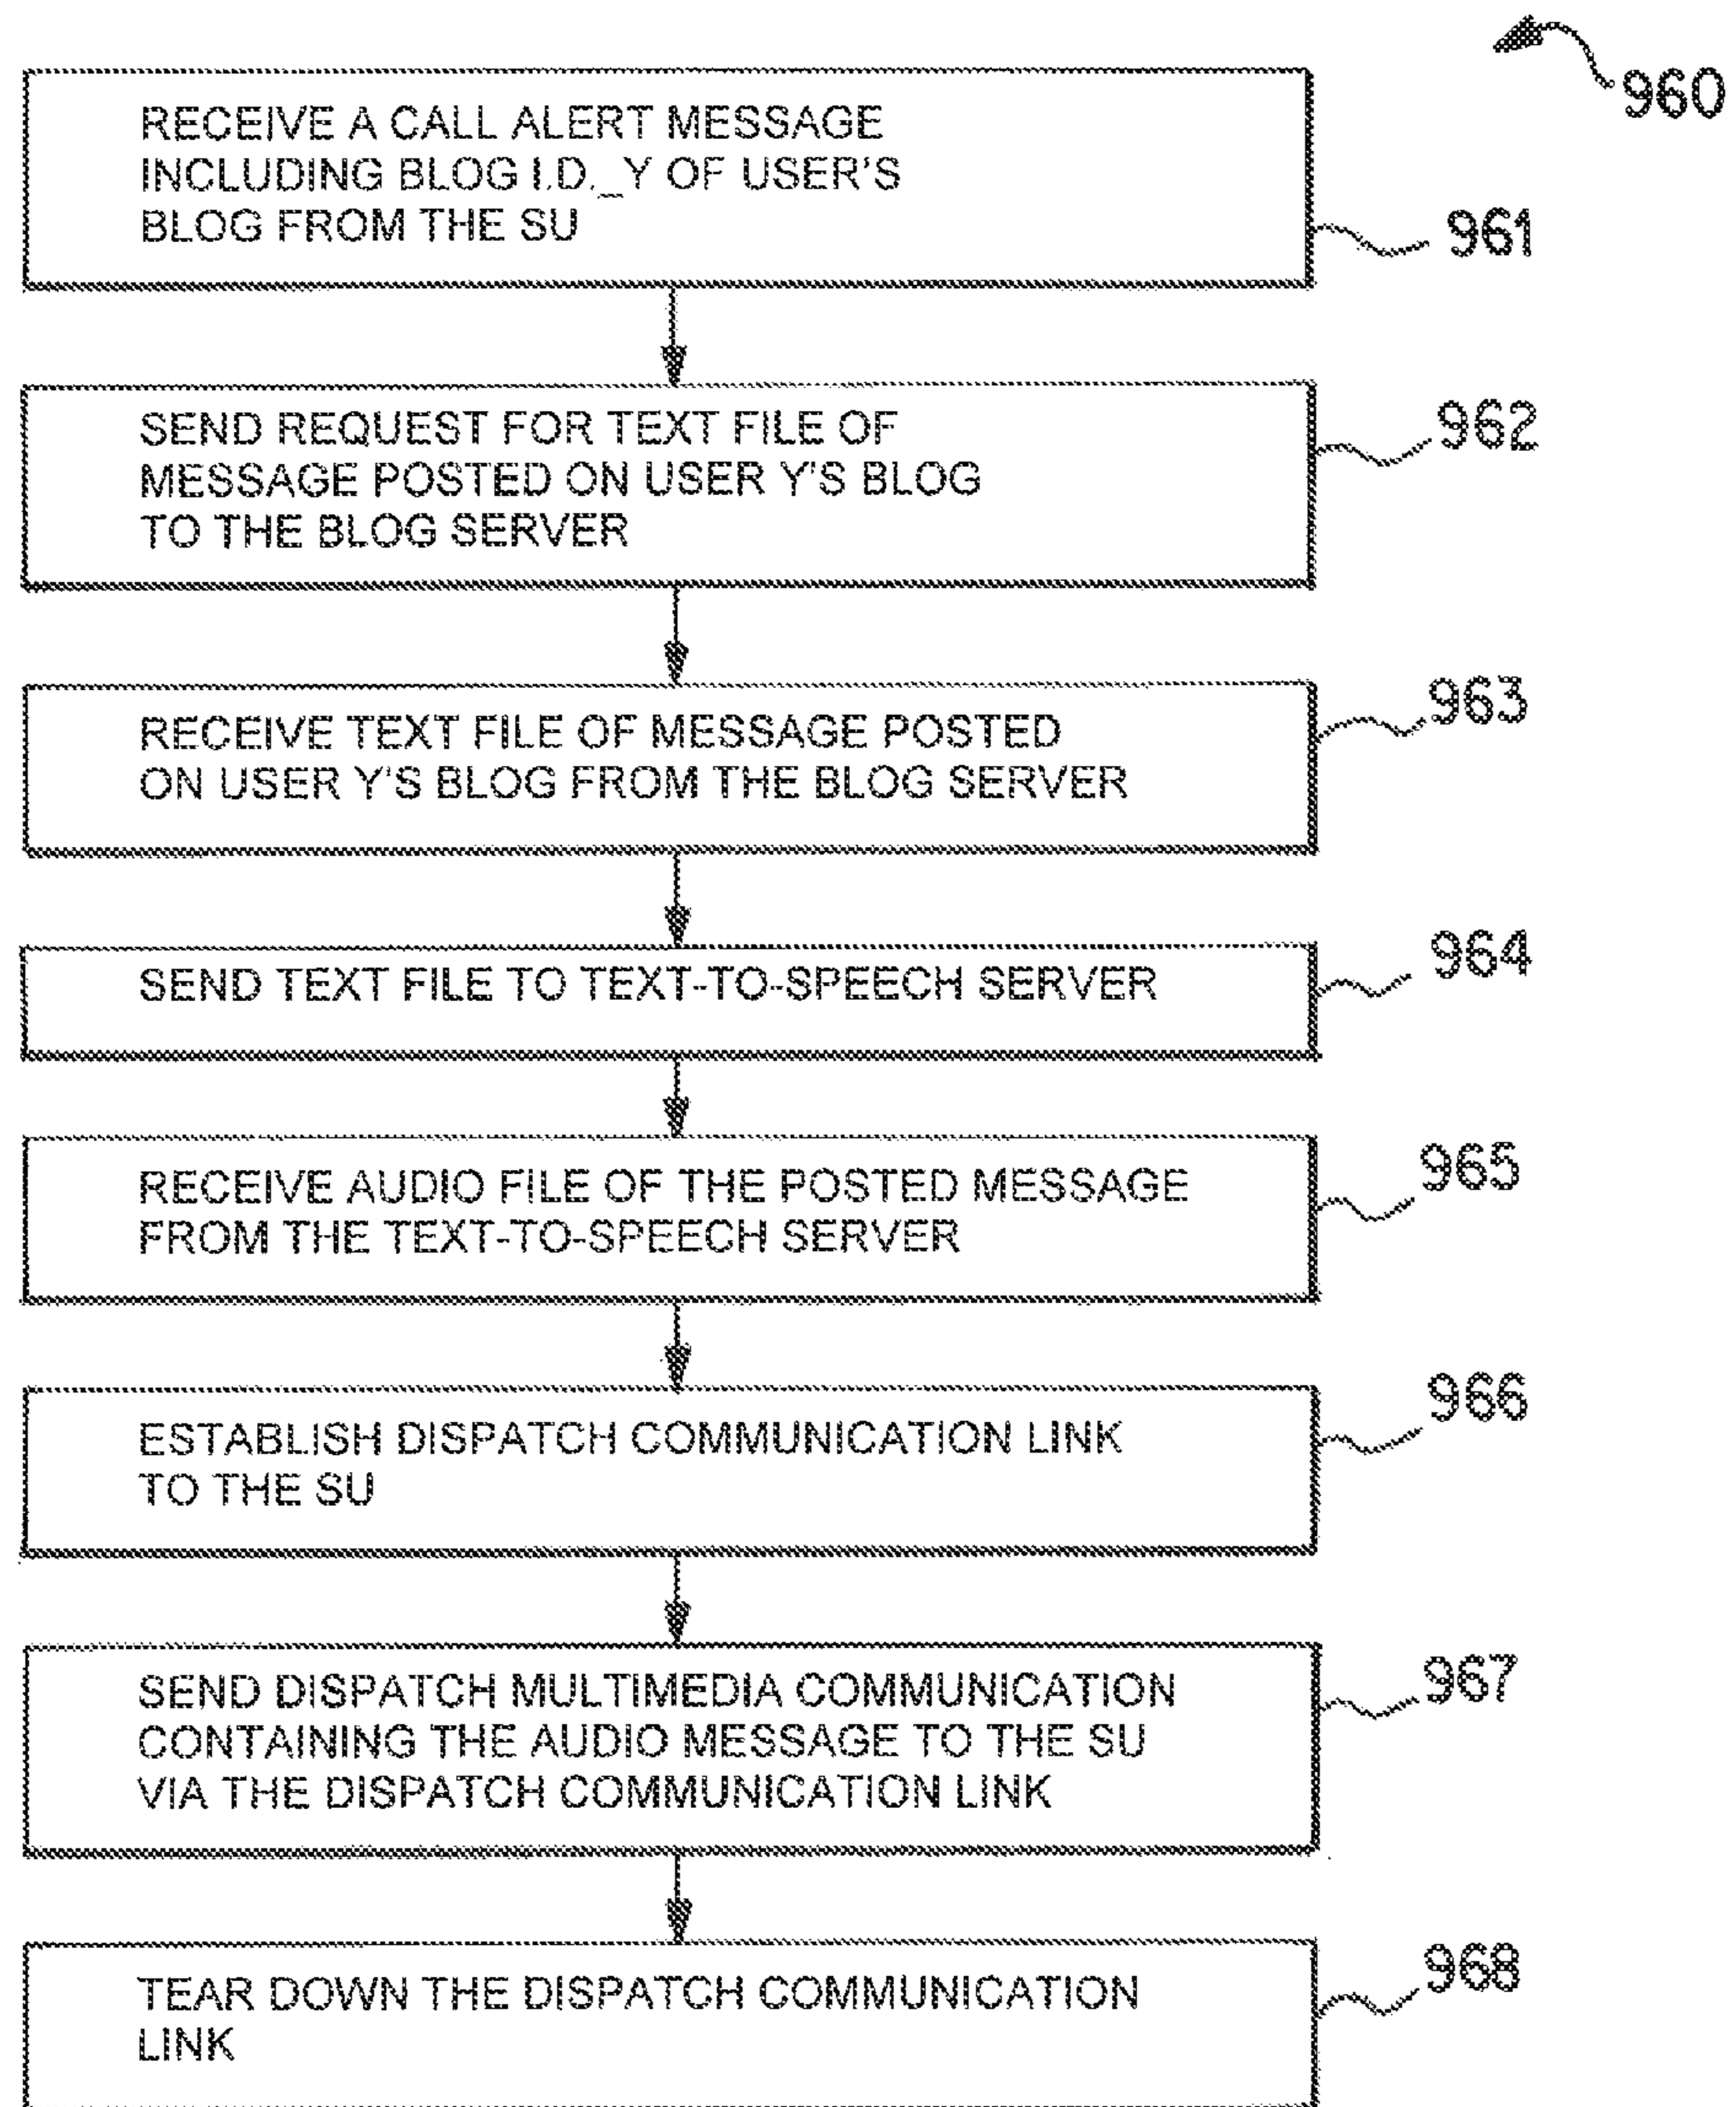 960
RECEIVE A CALL ALERT MESSAGE
INCLUDING BLOG I.D._Y OF USER'S
BLOG FROM THE SU
961
SEND REQUEST FOR TEXT FILE OF
MESSAGE POSTED ON USER Y'S BLOG
TO THE BLOG SERVER
962
RECEIVE TEXT FILE OF MESSAGE POSTED
ON USER Y'S BLOG FROM THE BLOG SERVER
963
SEND TEXT FILE TO TEXT-TO-SPEECH SERVER
964
RECEIVE AUDIO FILE OF THE POSTED MESSAGE
FROM THE TEXT-TO-SPEECH SERVER
965
ESTABLISH DISPATCH COMMUNICATION LINK
TO THE SU
966
SEND DISPATCH MULTIMEDIA COMMUNICATION
CONTAINING THE AUDIO MESSAGE TO THE SU
VIA THE DISPATCH COMMUNICATION LINK
967
TEAR DOWN THE DISPATCH COMMUNICATION
LINK
968